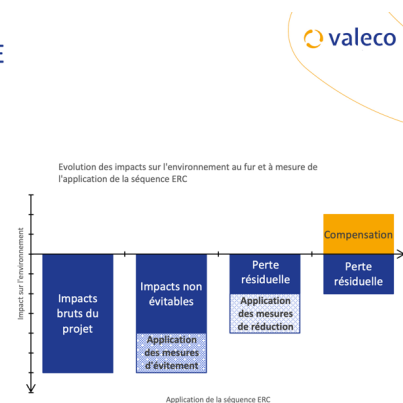 E
valeco
Evolution des impacts sur l'environnement au fur et à mesure de
l'application de la séquence ERC
Impact sur l'environnement
Impacts
bruts du
projet
Impacts non
évitables
Application
des mesures
d'évitement
Perte
résiduelle
Application
des mesures
de réduction
Compensation
Perte
résiduelle
Application de la séquence ERC